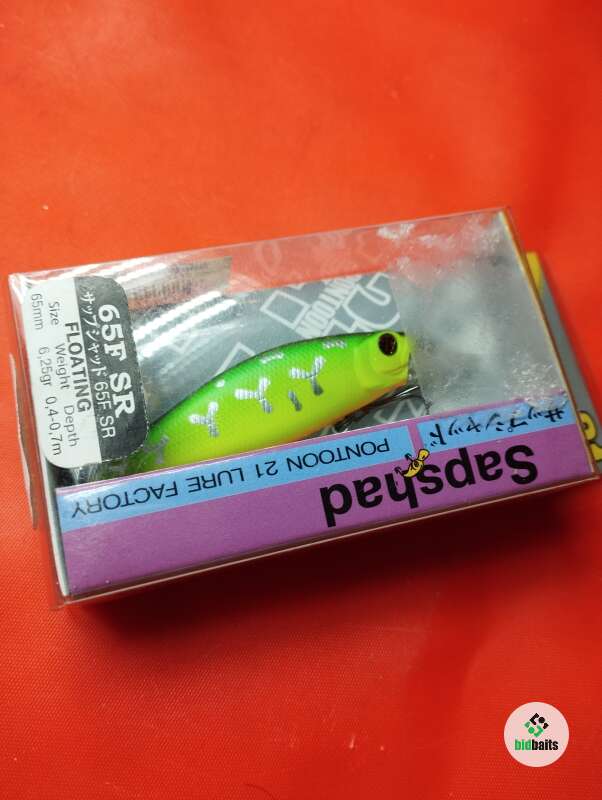 65F SR
サップシャッド 65F SR
FLOATING
Size Weight Depth
65mm 6,25gr 0,4-0,7m
Sapshad
サップシャッド
PONTOON 21 LURE FACTORY
bidbaits